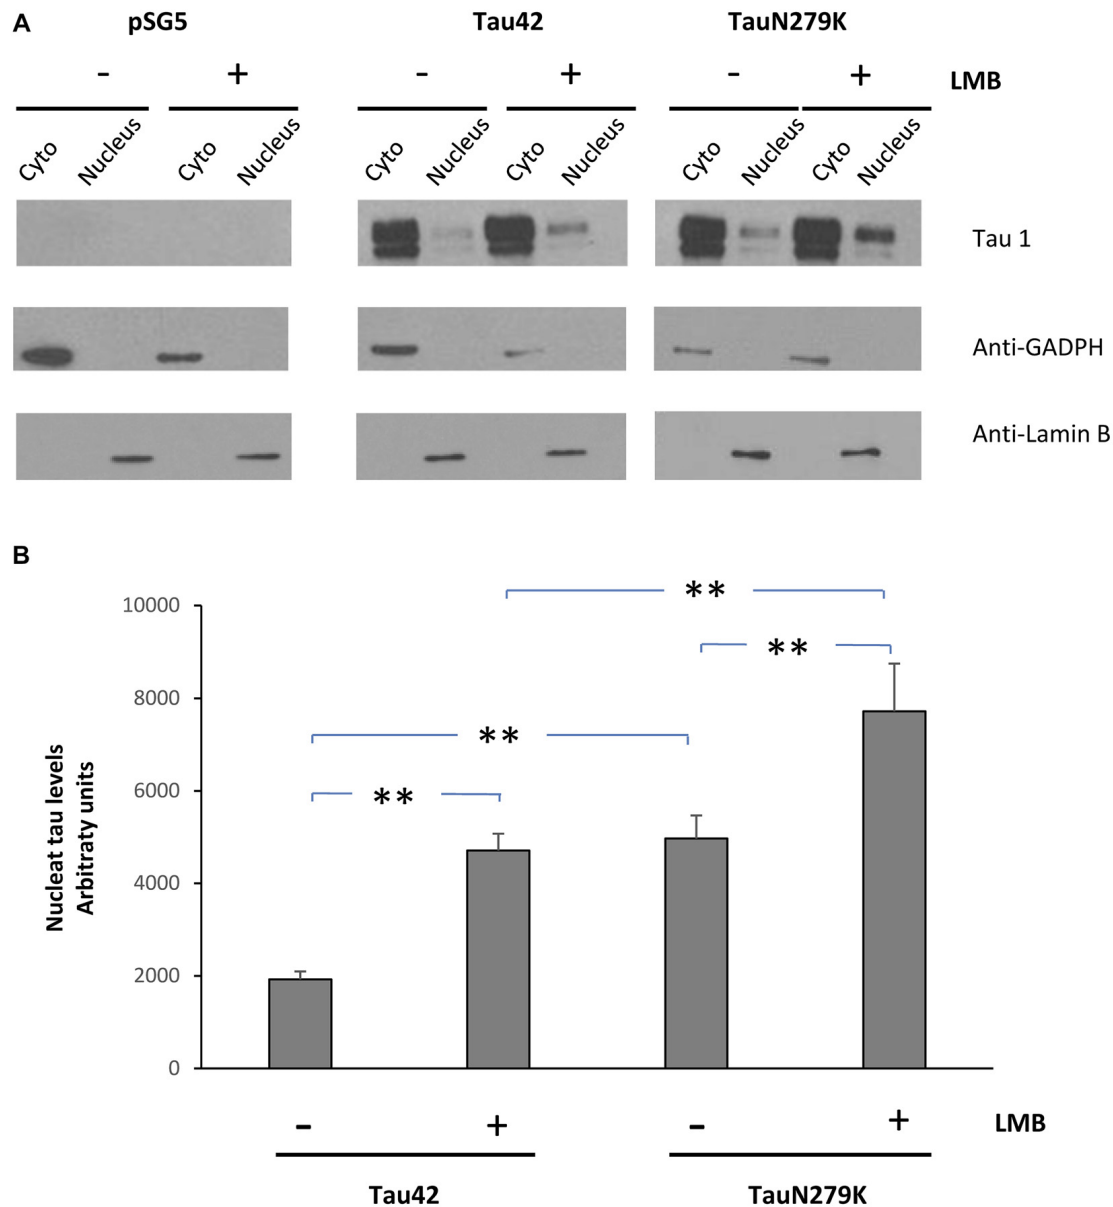 A
pSG5 Tau42 TauN279K
- + - + - + LMB
Cyto Nucleus Cyto Nucleus Cyto Nucleus Cyto Nucleus Cyto Nucleus Cyto Nucleus
Tau 1
Anti-GADPH
Anti-Lamin B
B
Nucleat tau levels
Arbitraty units
10000
8000
6000
4000
2000
0
**
**
**
**
- + - + LMB
Tau42 TauN279K